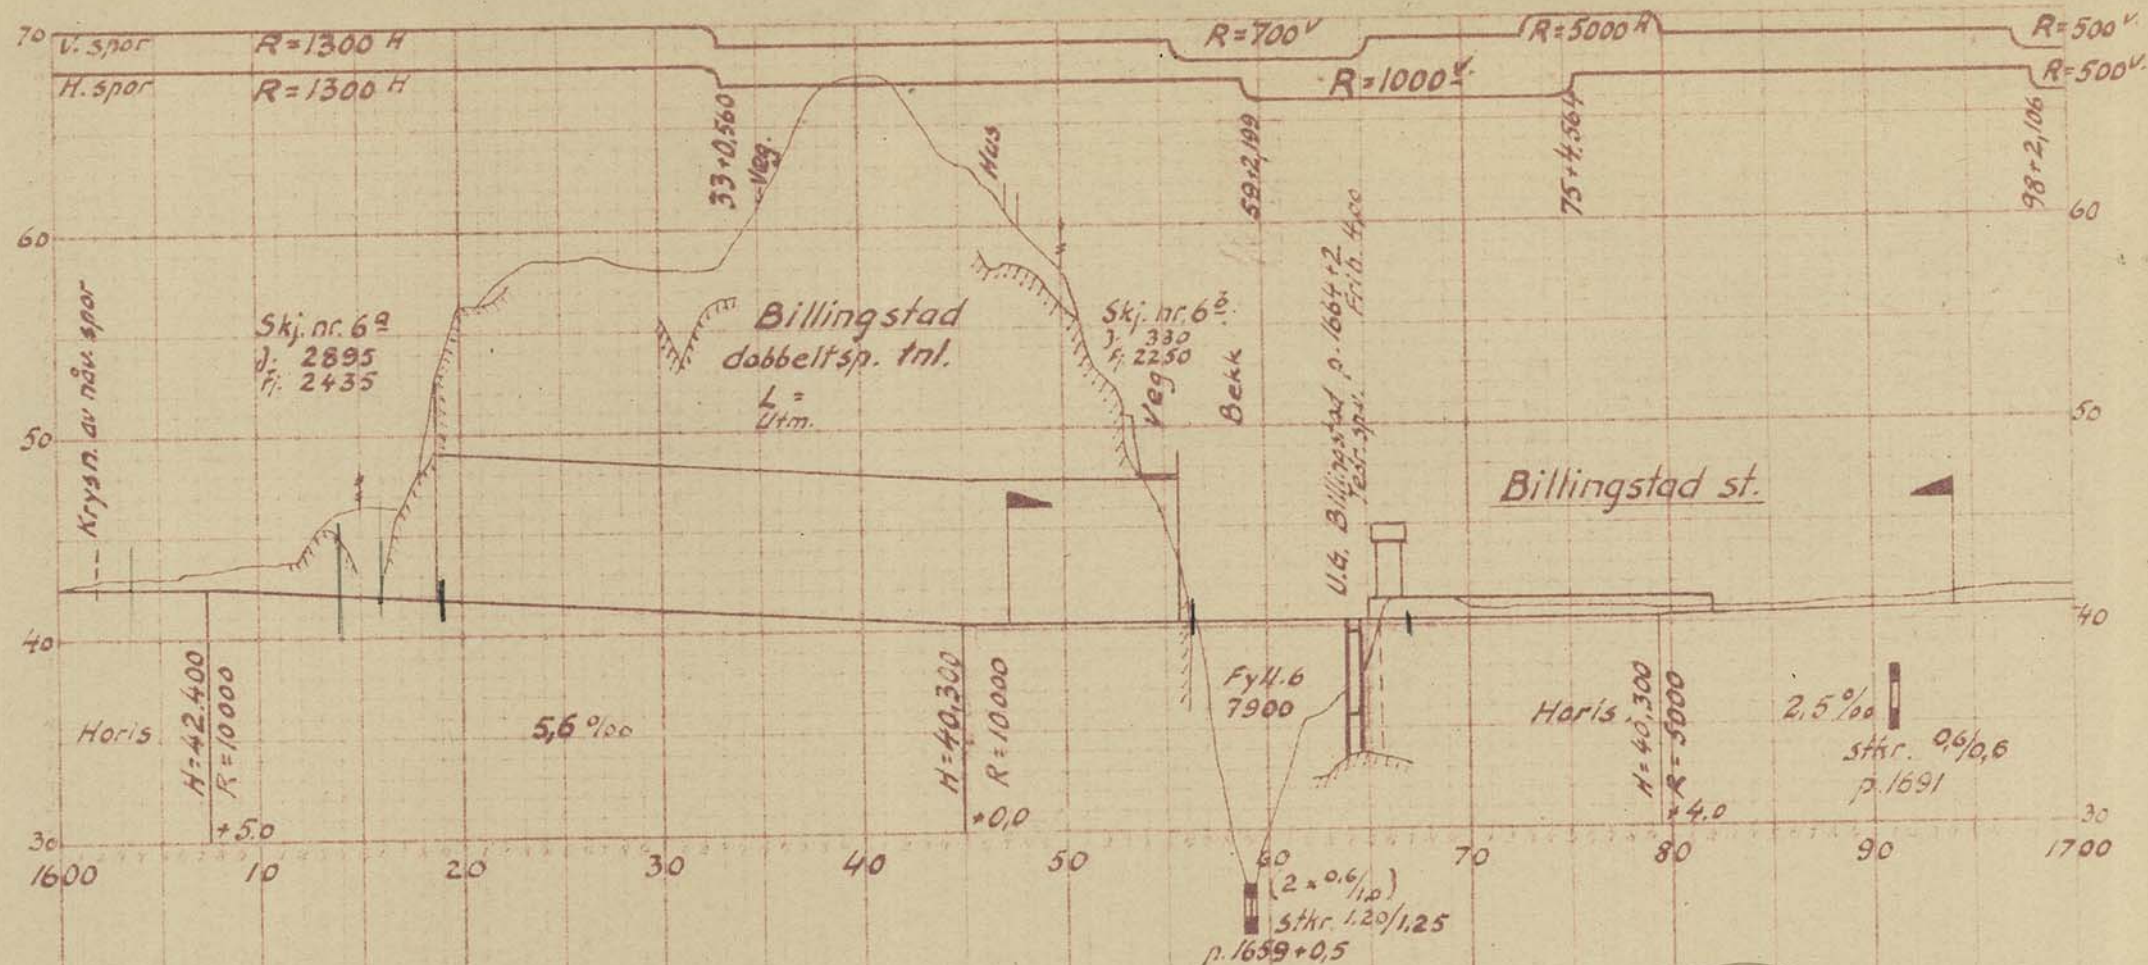 70
V. spor
R=1300 H
R=700 V
R=5000 H
R=500 V.
H. spor
R=1300 H
R=1000 V.
R=500 V.
33+0,560
Veg.
Hus
59+2,199
75+4,564
98+2,106
60
60
Krysn. av nåv. spor
Skj. nr. 6a
J: 2895
Fj: 2435
Billingstad
dobbeltsp. tnl.
L =
Utm.
Skj. nr. 6b.
J: 330
Fj: 2250
Veg
Bekk
U.G. Billingstad p. 1664+2
Teor. spv. Frih. 4,00
50
50
Billingstad st.
40
40
Horis.
H=42.400
R=10000
+5.0
5,6 ‰
H=40,300
R=10000
+0,0
Fyll. 6
7900
Horis.
H=40,300
R=5000
+4.0
2,5 ‰
stkr. 0,6/0,6
p. 1691
30
30
1600
10
20
30
40
50
60
70
80
90
1700
(2 × 0,6/1,0)
stkr. 1.20/1,25
p. 1659+0,5